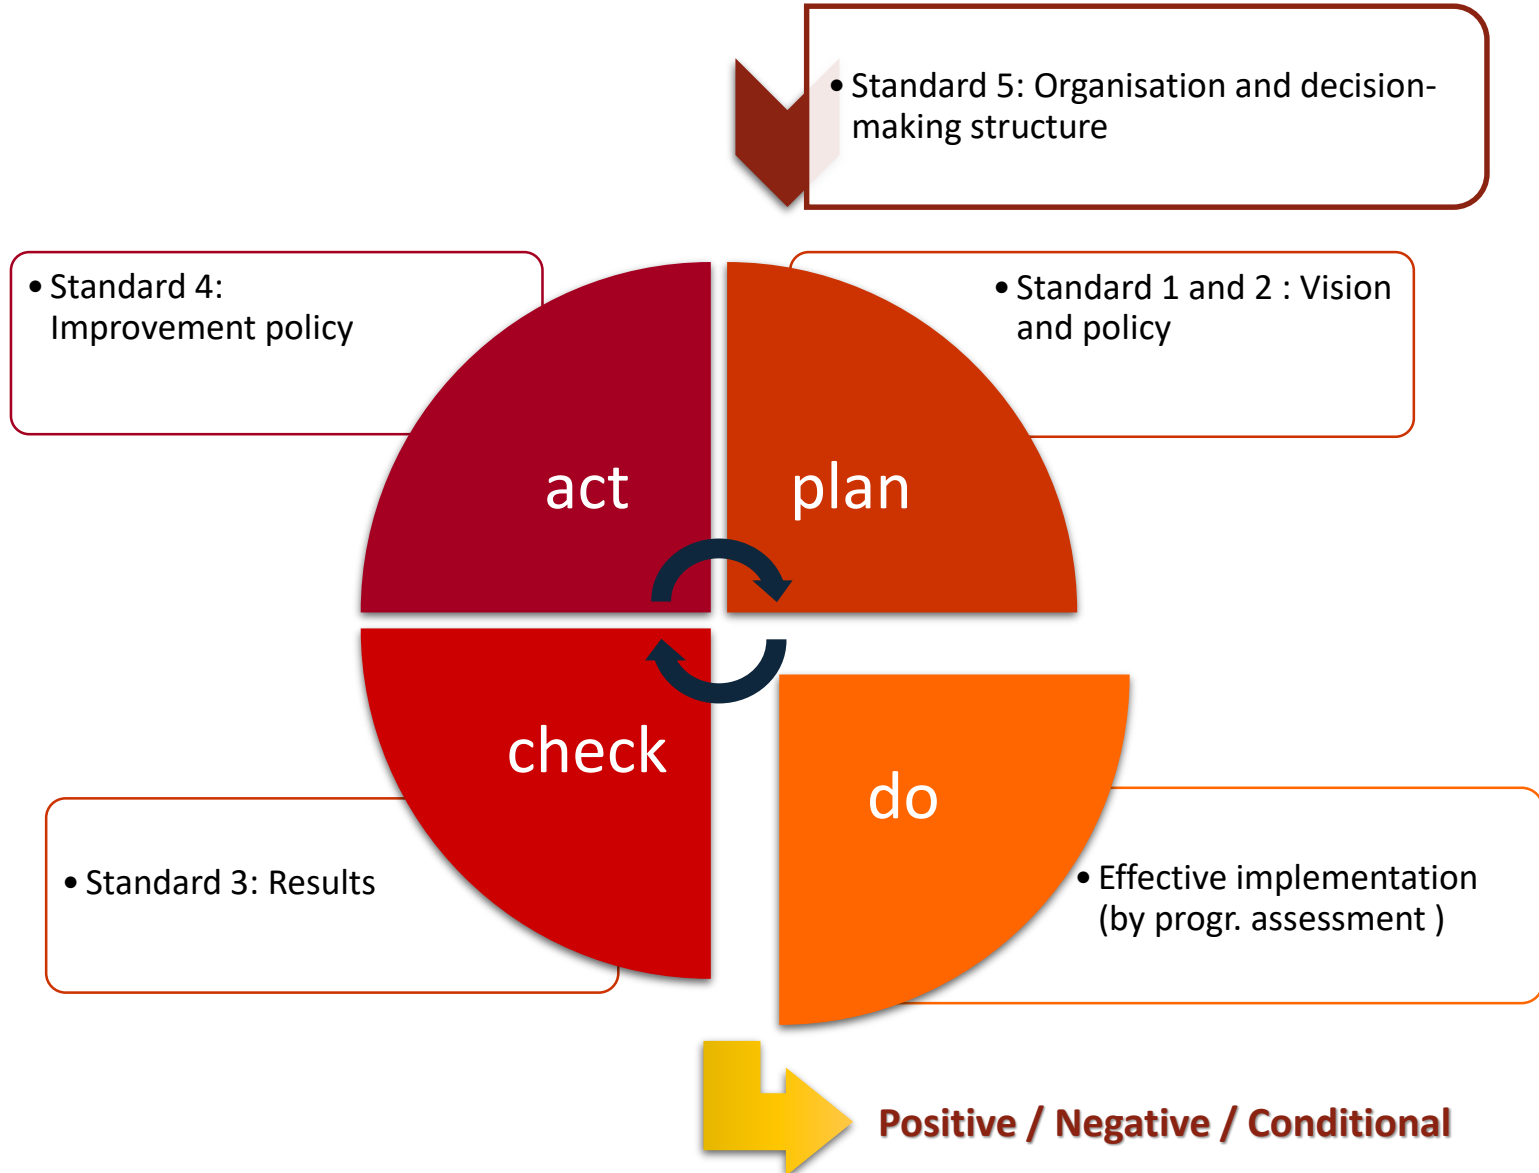 • Standard 5: Organisation and decision-
making structure
• Standard 4:
Improvement policy
• Standard 1 and 2 : Vision
and policy
act
plan
check
do
• Standard 3: Results
• Effective implementation
(by progr. assessment )
Positive / Negative / Conditional